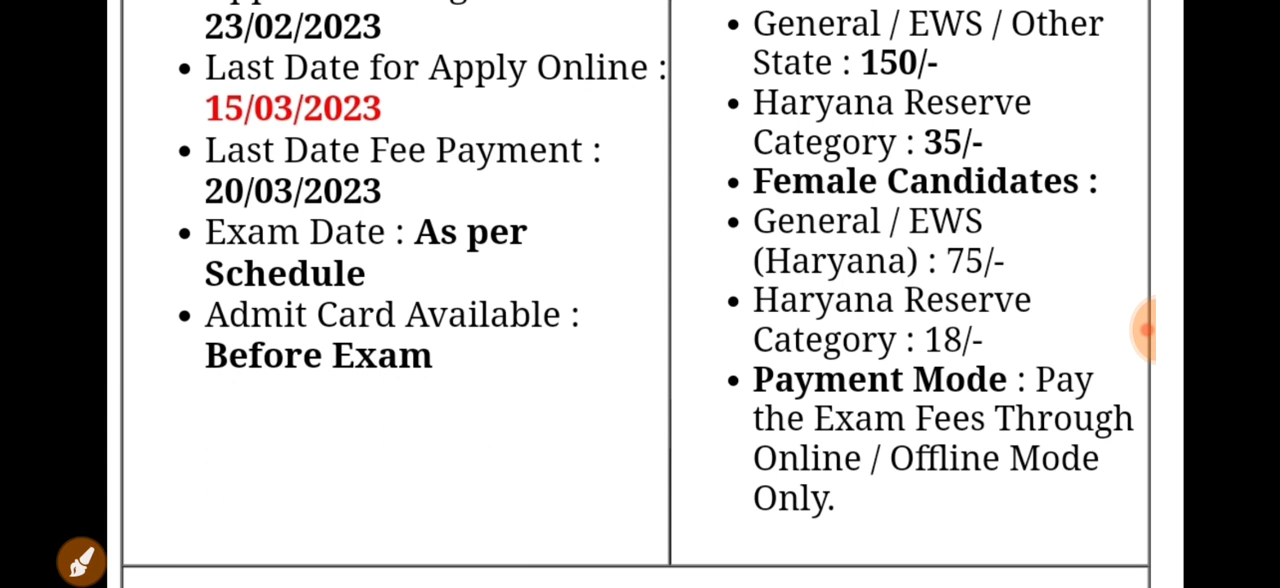 23/02/2023
• Last Date for Apply Online :
15/03/2023
• Last Date Fee Payment :
20/03/2023
• Exam Date : As per
Schedule
• Admit Card Available :
Before Exam
• General / EWS / Other
State : 150/-
• Haryana Reserve
Category : 35/-
• Female Candidates :
• General / EWS
(Haryana) : 75/-
• Haryana Reserve
Category : 18/-
• Payment Mode : Pay
the Exam Fees Through
Online / Offline Mode
Only.